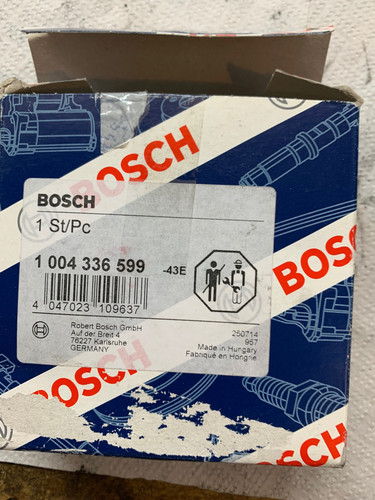 BOSCH
BOSCH
BOSCH
BOSCH
1 St/Pc
1 004 336 599
-43E
4 047023 109637
Robert Bosch GmbH
Auf der Breit 4
76227 Karlsruhe
GERMANY
250714
957
Made in Hungary
Fabriqué en Hongrie
BOSCH